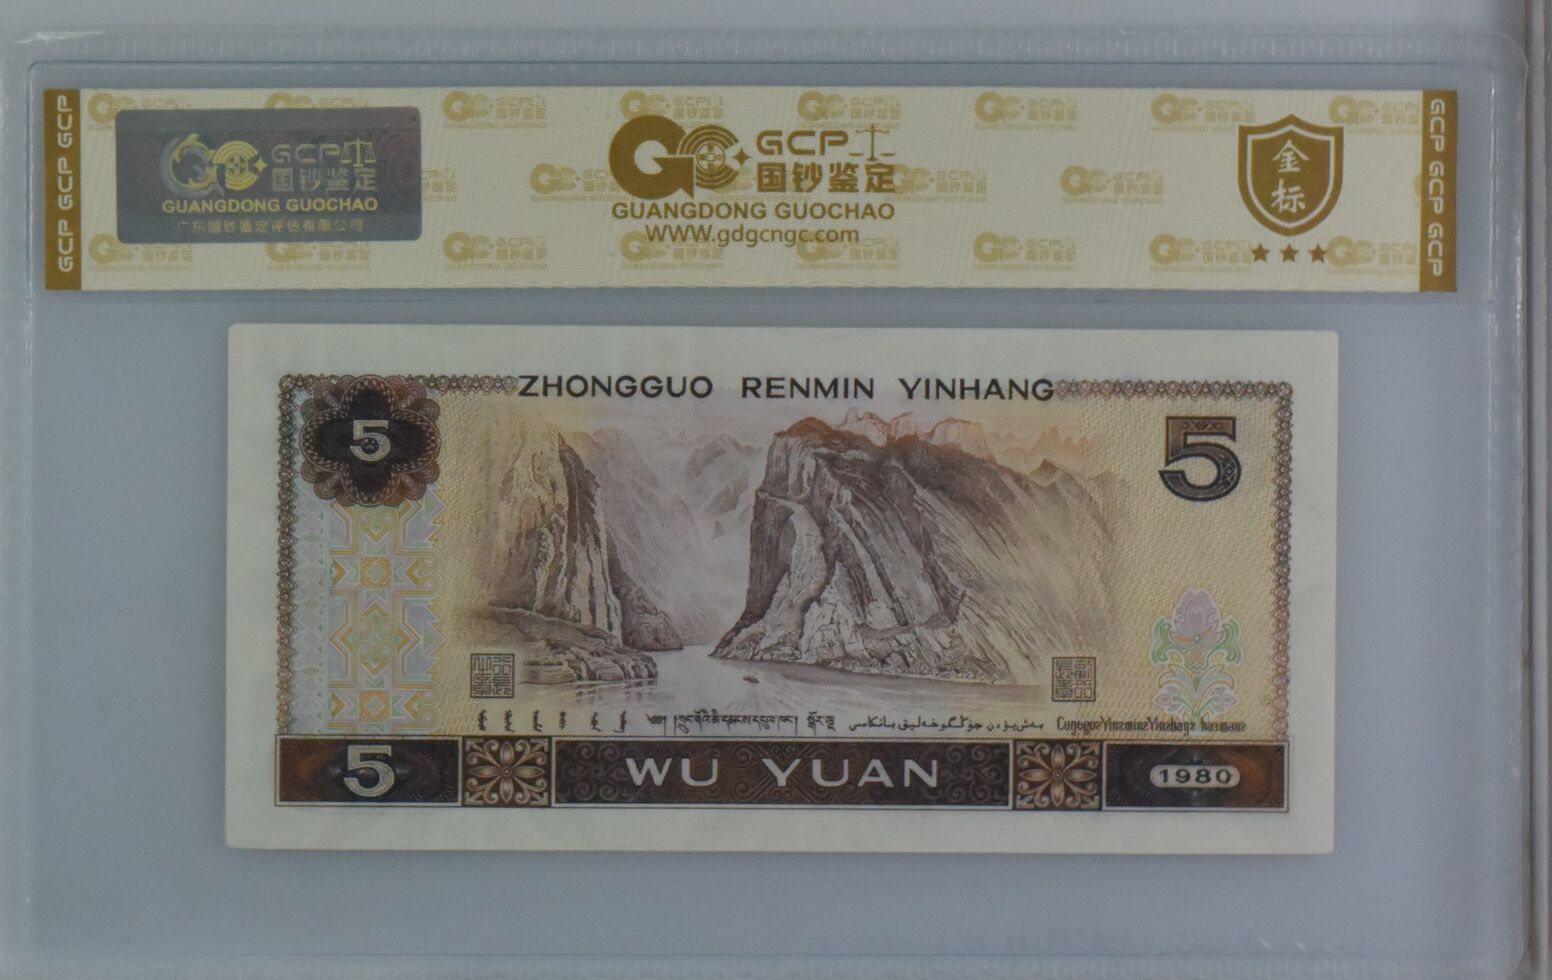 GCP 国钞鉴定
GUANGDONG GUOCHAO
广东国钞鉴定评估有限公司
GCP 国钞鉴定
GUANGDONG GUOCHAO
WWW.gdgcngc.com
金标
GCP GCP GCP
GCP GCP GCP
ZHONGGUO RENMIN YINHANG
5
5
5
WU YUAN
1980